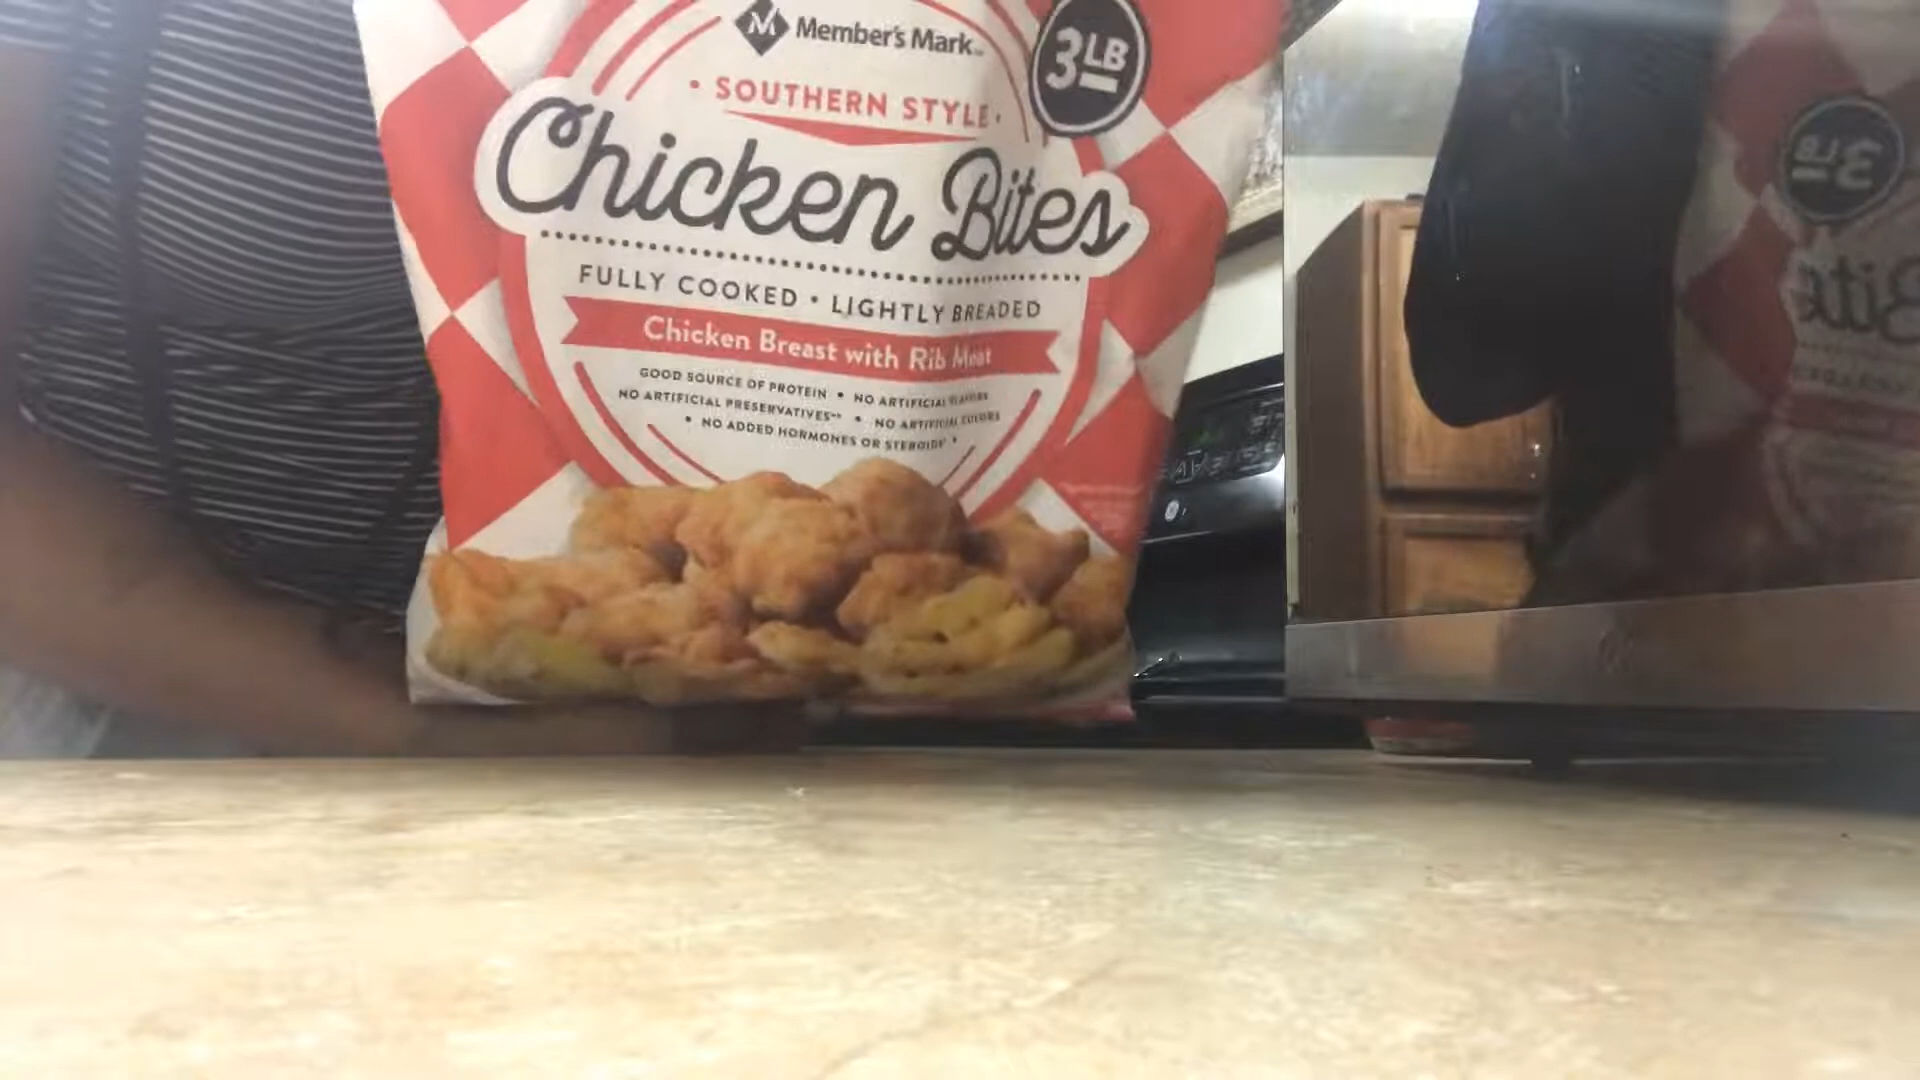 Member's Mark
3LB
• SOUTHERN STYLE •
Chicken Bites
FULLY COOKED • LIGHTLY BREADED
Chicken Breast with Rib Meat
GOOD SOURCE OF PROTEIN • NO ARTIFICIAL FLAVORS
NO ARTIFICIAL PRESERVATIVES** • NO ARTIFICIAL COLORS
• NO ADDED HORMONES OR STEROIDS* •